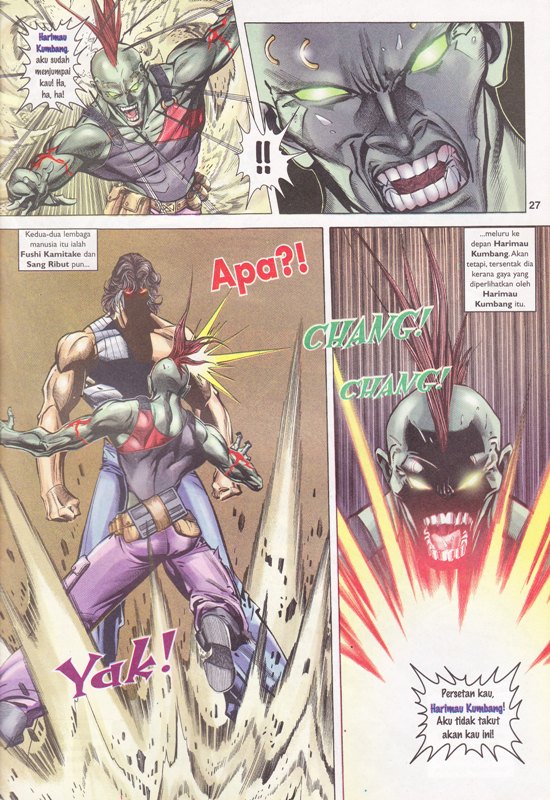 Harimau
Kumbang,
aku sudah
menjumpai
kau! Ha,
ha, ha!
!!
27
Kedua-dua lembaga
manusia itu ialah
Fushi Kamitake dan
Sang Ribut pun...
Apa?!
...meluru ke
depan Harimau
Kumbang. Akan
tetapi, tersentak dia
kerana gaya yang
diperlihatkan oleh
Harimau
Kumbang itu.
CHANG!
CHANG!
Yak!
Persetan kau,
Harimau Kumbang!
Aku tidak takut
akan kau ini!